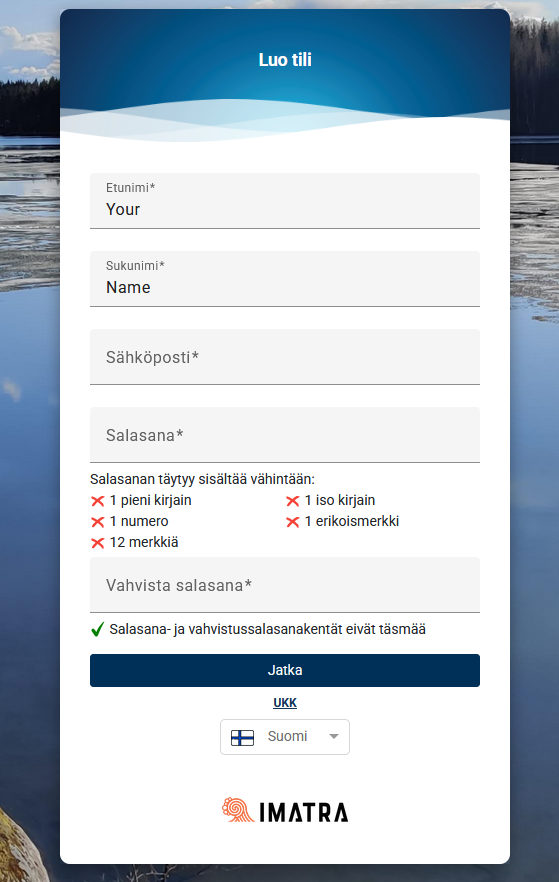 Luo tili
Etunimi*
Your
Sukunimi*
Name
Sähköposti*
Salasana*
Salasanan täytyy sisältää vähintään:
1 pieni kirjain
1 iso kirjain
1 numero
1 erikoismerkki
12 merkkiä
Vahvista salasana*
Salasana- ja vahvistussalasanakentät eivät täsmää
Jatka
UKK
Suomi
IMATRA